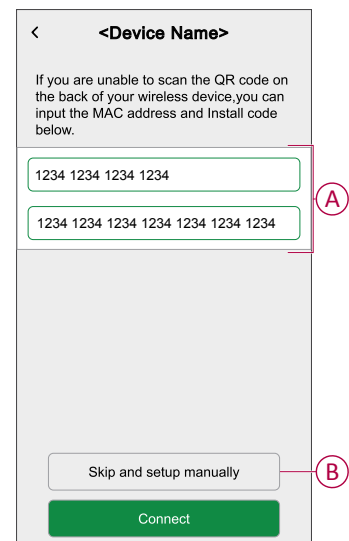 <Device Name>
If you are unable to scan the QR code on
the back of your wireless device,you can
input the MAC address and Install code
below.
1234 1234 1234 1234
A
1234 1234 1234 1234 1234 1234 1234
Skip and setup manually
B
Connect